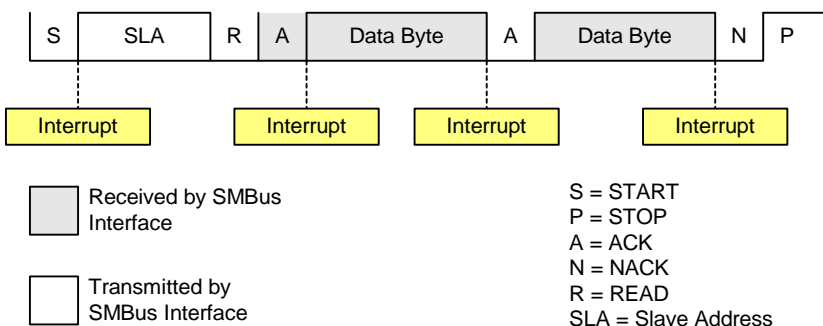 S SLA R A Data Byte A Data Byte N P
Interrupt Interrupt Interrupt Interrupt
Received by SMBus
Interface
Transmitted by
SMBus Interface
S = START
P = STOP
A = ACK
N = NACK
R = READ
SLA = Slave Address